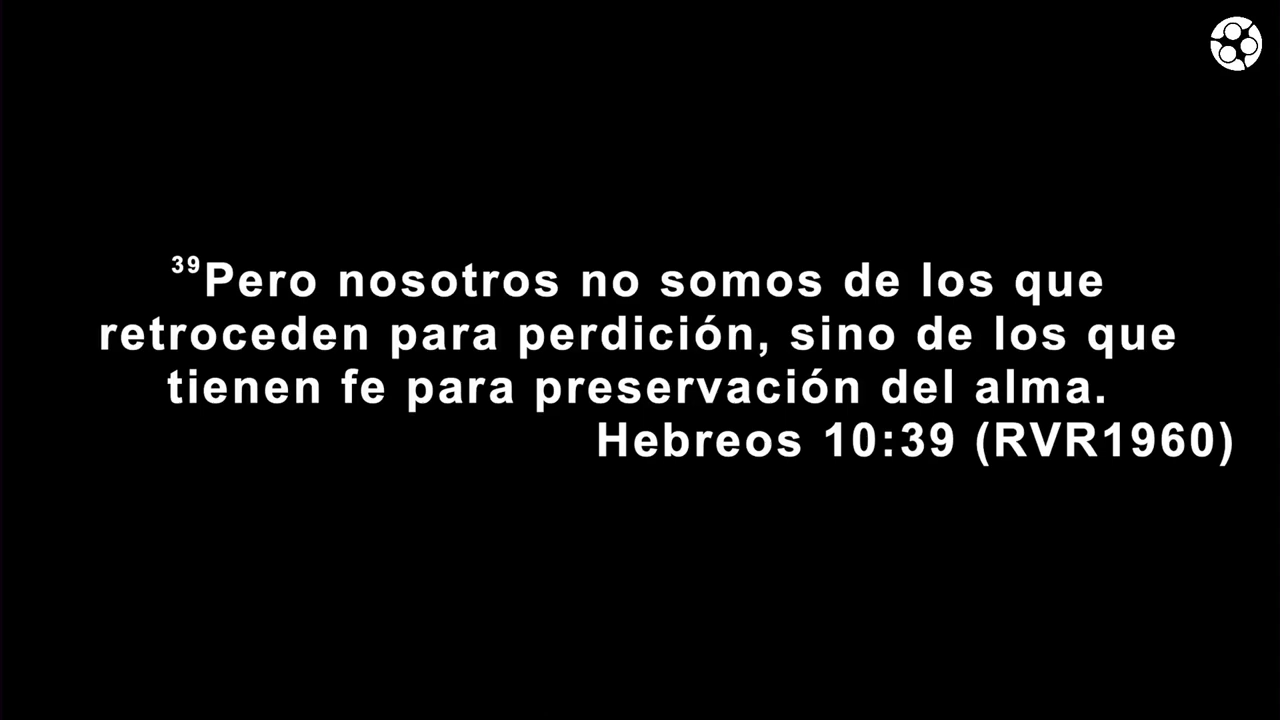 ³⁹Pero nosotros no somos de los que
retroceden para perdición, sino de los que
tienen fe para preservación del alma.
Hebreos 10:39 (RVR1960)